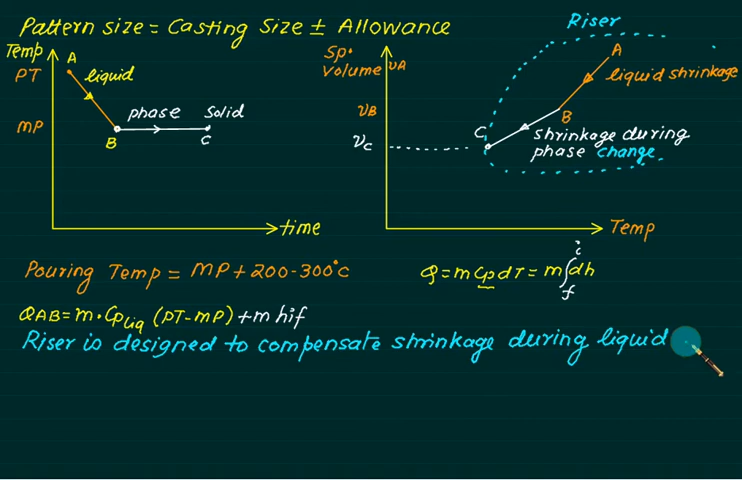 Pattern size = Casting Size ± Allowance
Temp
A
PT
liquid
phase
Solid
MP
B
C
time
Riser
Sp.
Volume
VA
A
liquid shrinkage
VB
B
C
shrinkage during
VC
phase change
Temp
Pouring Temp = MP + 200-300°C
Q = m Cp dT = m ∫ dh
i
f
QAB = m · Cp liq (PT-MP) + m hif
Riser is designed to compensate shrinkage during liquid